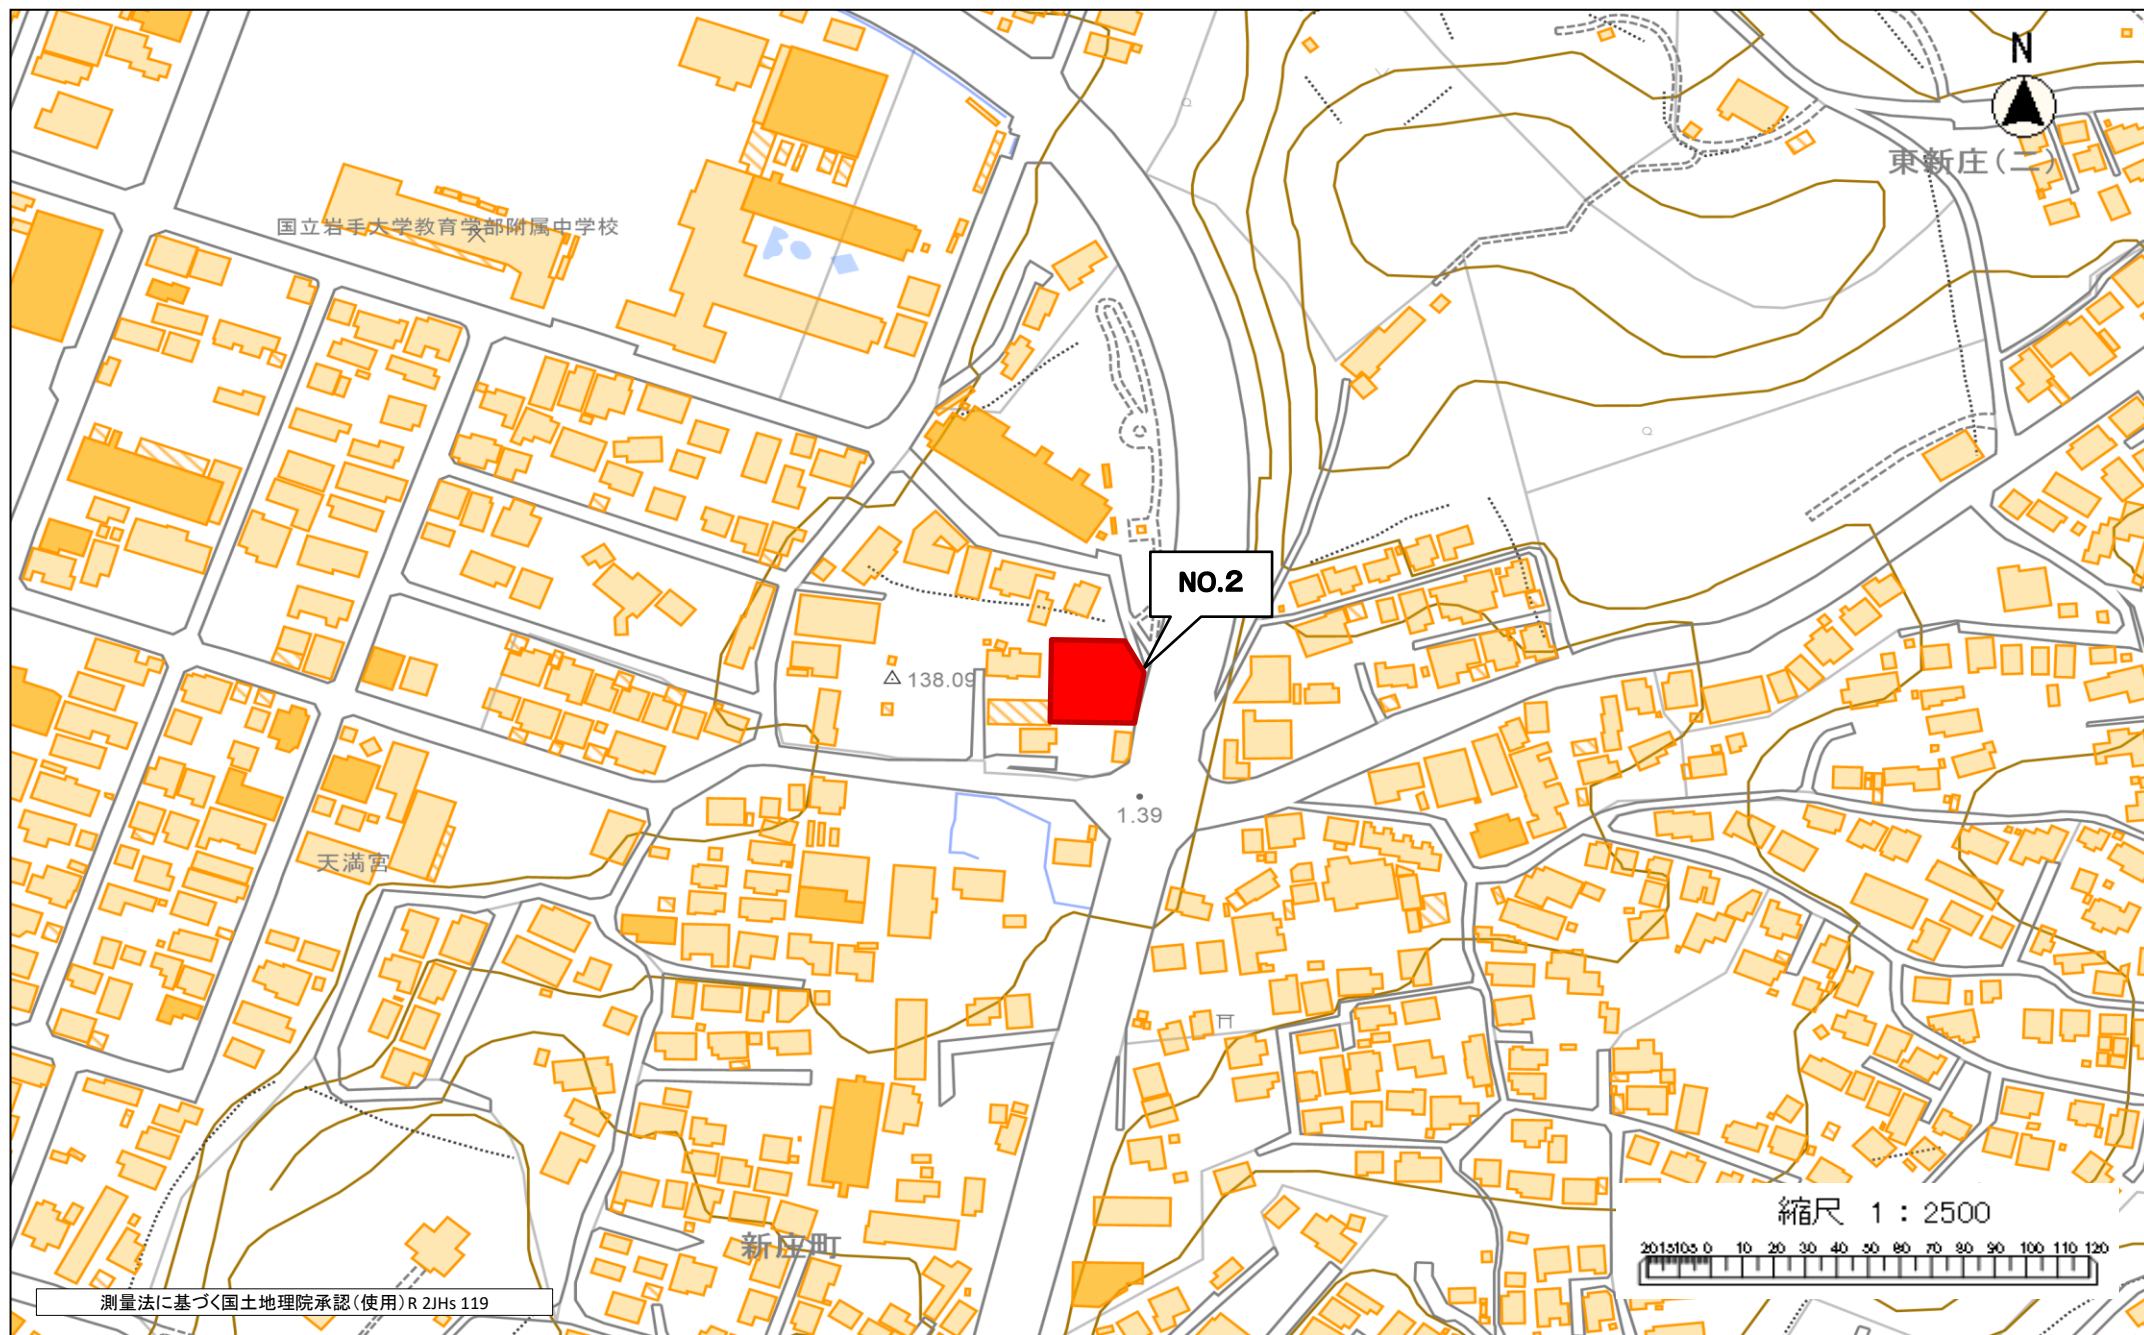 N
東新庄(二)
国立岩手大学教育学部附属中学校
NO.2
138.09
1.39
天満宮
縮尺 1:2500
20151050 10 20 30 40 50 60 70 80 90 100 110 120
新庄町
測量法に基づく国土地理院承認(使用)R 2JHs 119